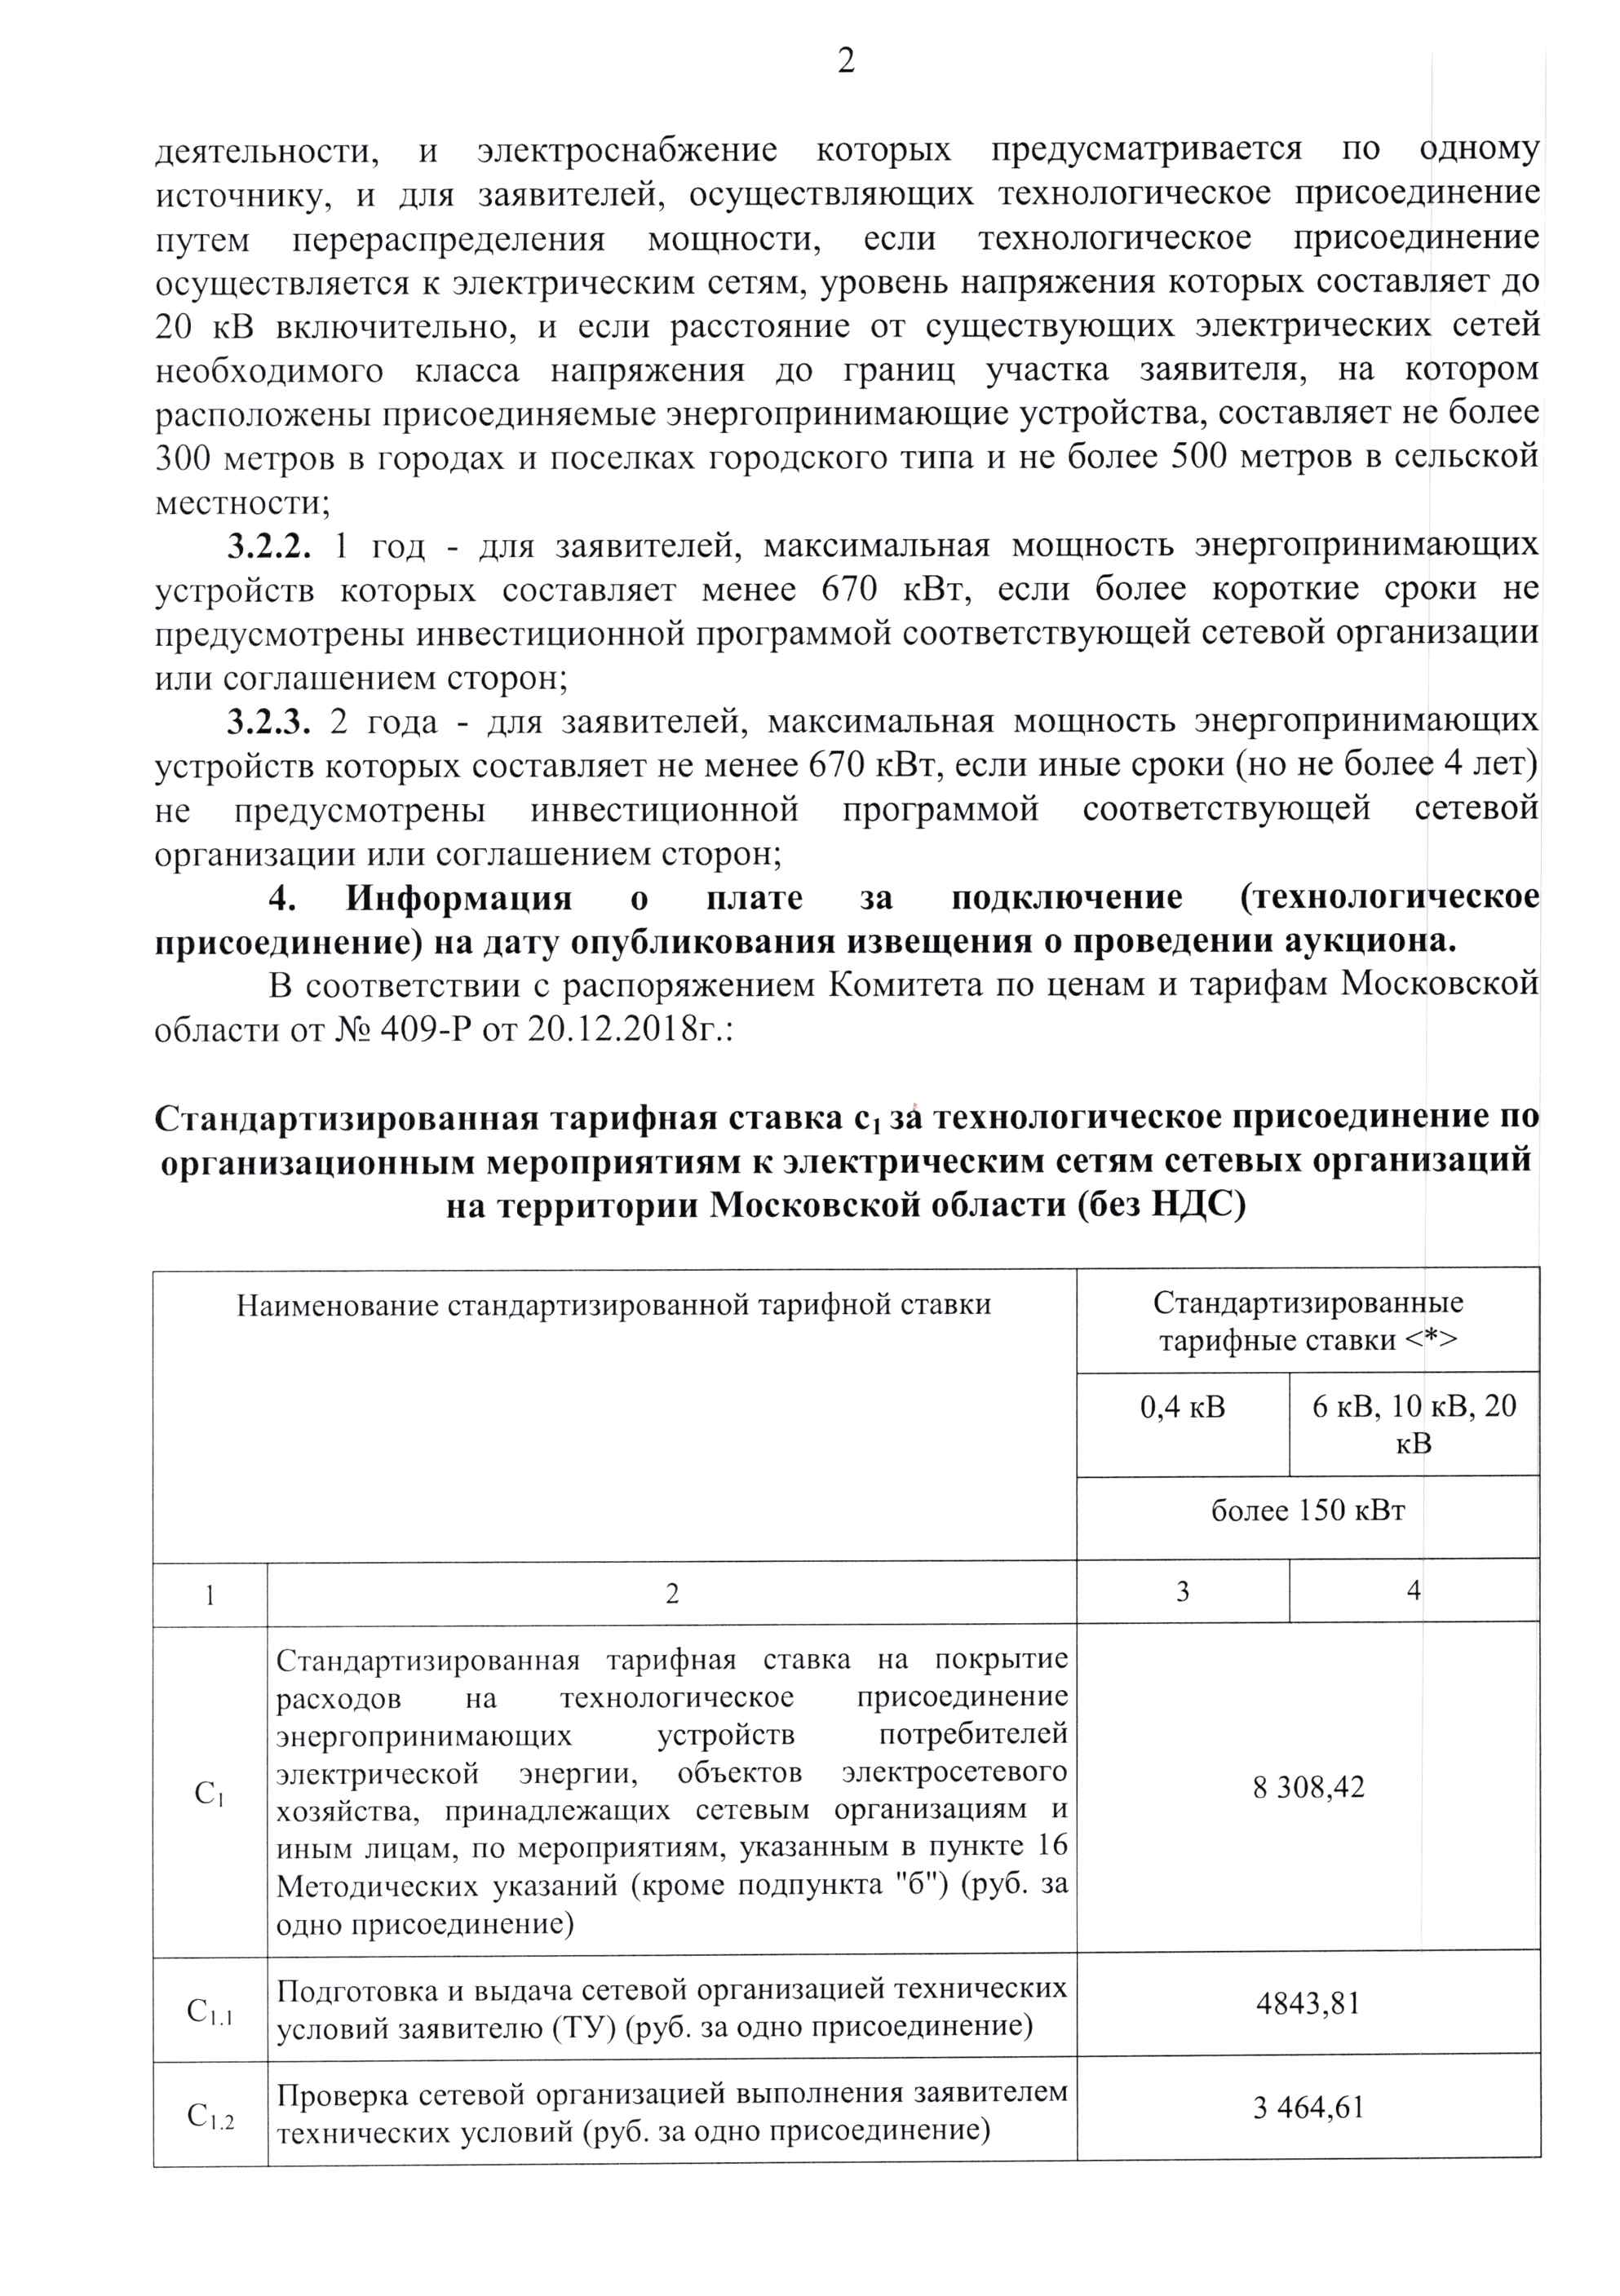 2
деятельности, и электроснабжение которых предусматривается по одному
источнику, и для заявителей, осуществляющих технологическое присоединение
путем перераспределения мощности, если технологическое присоединение
осуществляется к электрическим сетям, уровень напряжения которых составляет до
20 кВ включительно, и если расстояние от существующих электрических сетей
необходимого класса напряжения до границ участка заявителя, на котором
расположены присоединяемые энергопринимающие устройства, составляет не более
300 метров в городах и поселках городского типа и не более 500 метров в сельской
местности;
3.2.2. 1 год - для заявителей, максимальная мощность энергопринимающих
устройств которых составляет менее 670 кВт, если более короткие сроки не
предусмотрены инвестиционной программой соответствующей сетевой организации
или соглашением сторон;
3.2.3. 2 года - для заявителей, максимальная мощность энергопринимающих
устройств которых составляет не менее 670 кВт, если иные сроки (но не более 4 лет)
не предусмотрены инвестиционной программой соответствующей сетевой
организации или соглашением сторон;
4. Информация о плате за подключение (технологическое
присоединение) на дату опубликования извещения о проведении аукциона.
В соответствии с распоряжением Комитета по ценам и тарифам Московской
области от № 409-Р от 20.12.2018г.:
Стандартизированная тарифная ставка с1 за технологическое присоединение по
организационным мероприятиям к электрическим сетям сетевых организаций
на территории Московской области (без НДС)
Наименование стандартизированной тарифной ставки
Стандартизированные
тарифные ставки <*>
0,4 кВ
6 кВ, 10 кВ, 20
кВ
более 150 кВт
1 2 3 4
С1
Стандартизированная тарифная ставка на покрытие
расходов на технологическое присоединение
энергопринимающих устройств потребителей
электрической энергии, объектов электросетевого
хозяйства, принадлежащих сетевым организациям и
иным лицам, по мероприятиям, указанным в пункте 16
Методических указаний (кроме подпункта "б") (руб. за
одно присоединение)
8 308,42
С1.1
Подготовка и выдача сетевой организацией технических
условий заявителю (ТУ) (руб. за одно присоединение)
4843,81
С1.2
Проверка сетевой организацией выполнения заявителем
технических условий (руб. за одно присоединение)
3 464,61